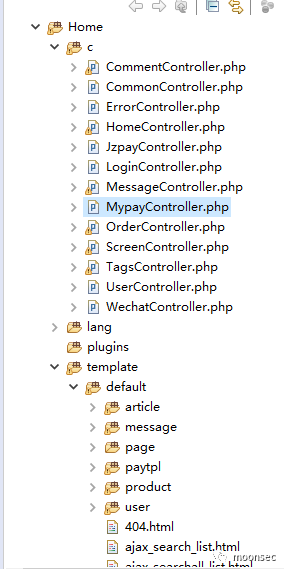 Home
c
CommentController.php
CommonController.php
ErrorController.php
HomeController.php
JzpayController.php
LoginController.php
MessageController.php
MypayController.php
OrderController.php
ScreenController.php
TagsController.php
UserController.php
WechatController.php
lang
plugins
template
default
article
message
page
paytpl
product
user
404.html
ajax_search_list.html
moonsec
ajax_searchall_list.html